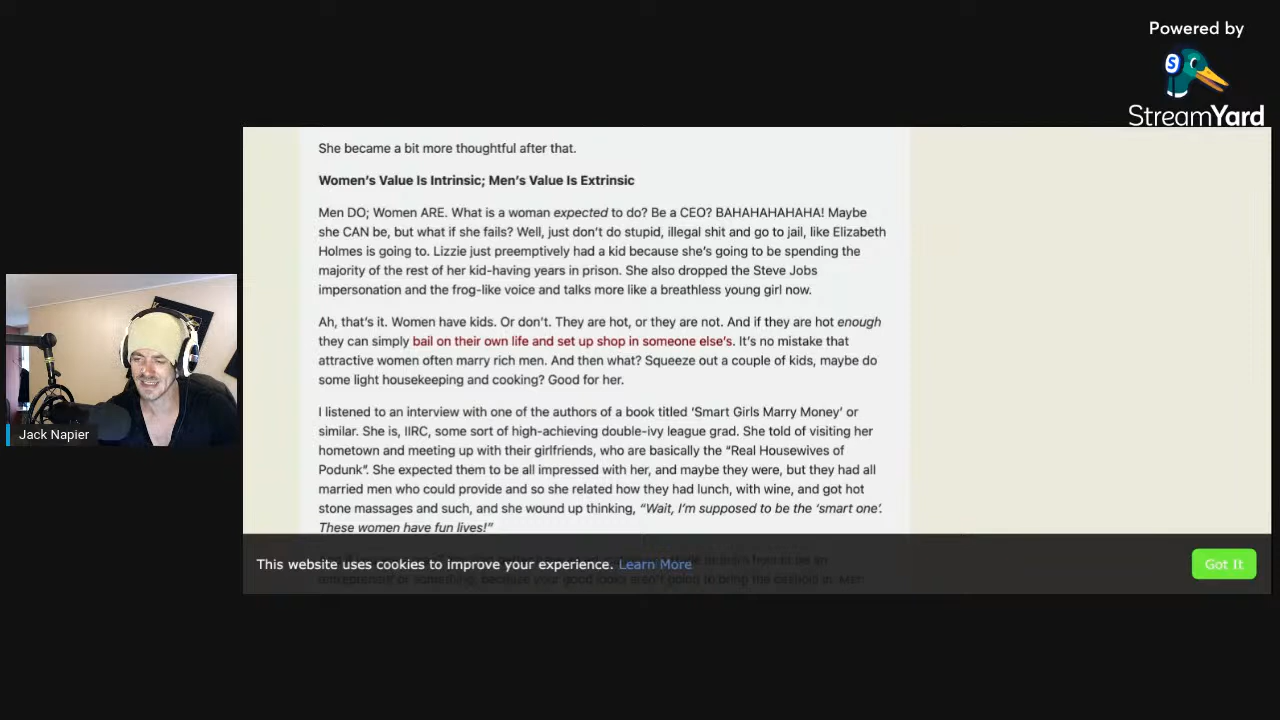 Powered by
StreamYard
She became a bit more thoughtful after that.
Women's Value Is Intrinsic; Men's Value Is Extrinsic
Men DO; Women ARE. What is a woman expected to do? Be a CEO? BAHAHAHAHAHA! Maybe
she CAN be, but what if she fails? Well, just don't do stupid, illegal shit and go to jail, like Elizabeth
Holmes is going to. Lizzie just preemptively had a kid because she's going to be spending the
majority of the rest of her kid-having years in prison. She also dropped the Steve Jobs
impersonation and the frog-like voice and talks more like a breathless young girl now.
Ah, that's it. Women have kids. Or don't. They are hot, or they are not. And if they are hot enough
they can simply bail on their own life and set up shop in someone else's. It's no mistake that
attractive women often marry rich men. And then what? Squeeze out a couple of kids, maybe do
some light housekeeping and cooking? Good for her.
I listened to an interview with one of the authors of a book titled 'Smart Girls Marry Money' or
similar. She is, IIRC, some sort of high-achieving double-ivy league grad. She told of visiting her
hometown and meeting up with their girlfriends, who are basically the "Real Housewives of
Podunk". She expected them to be all impressed with her, and maybe they were, but they had all
married men who could provide and so she related how they had lunch, with wine, and got hot
stone massages and such, and she wound up thinking, "Wait, I'm supposed to be the 'smart one'.
These women have fun lives!"
This website uses cookies to improve your experience. Learn More
Got It
Jack Napier